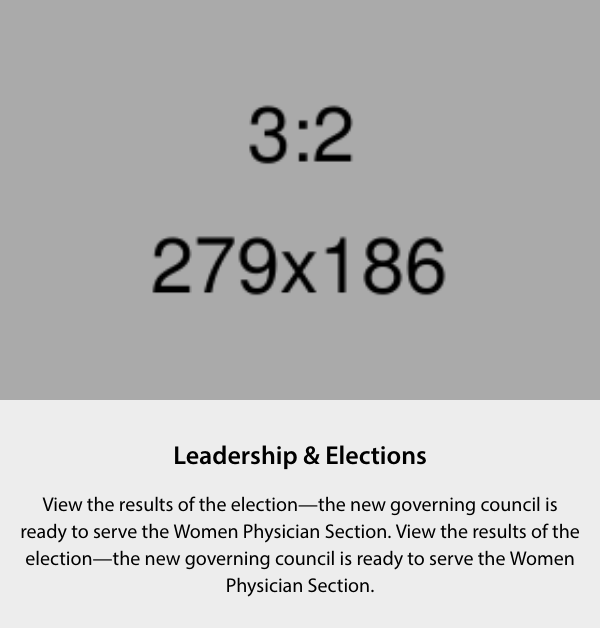 3:2
279x186
Leadership & Elections
View the results of the election—the new governing council is
ready to serve the Women Physician Section. View the results of the
election—the new governing council is ready to serve the Women
Physician Section.